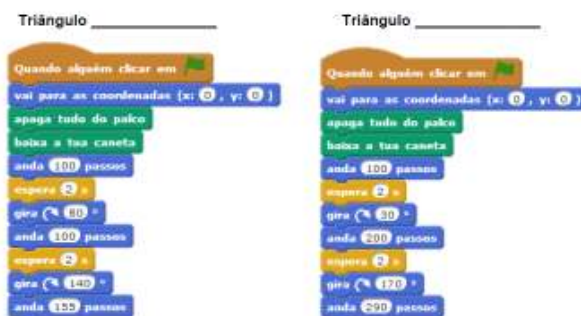 Triângulo
Quando alguém clicar em
vai para as coordenadas (x: 0 , y: 0 )
apaga tudo do palco
baixa a tua caneta
anda 100 passos
espera 2 s
gira 80 °
anda 100 passos
espera 2 s
gira 140 °
anda 155 passos
Triângulo
Quando alguém clicar em
vai para as coordenadas (x: 0 , y: 0 )
apaga tudo do palco
baixa a tua caneta
anda 100 passos
espera 2 s
gira 30 °
anda 200 passos
espera 2 s
gira 170 °
anda 290 passos